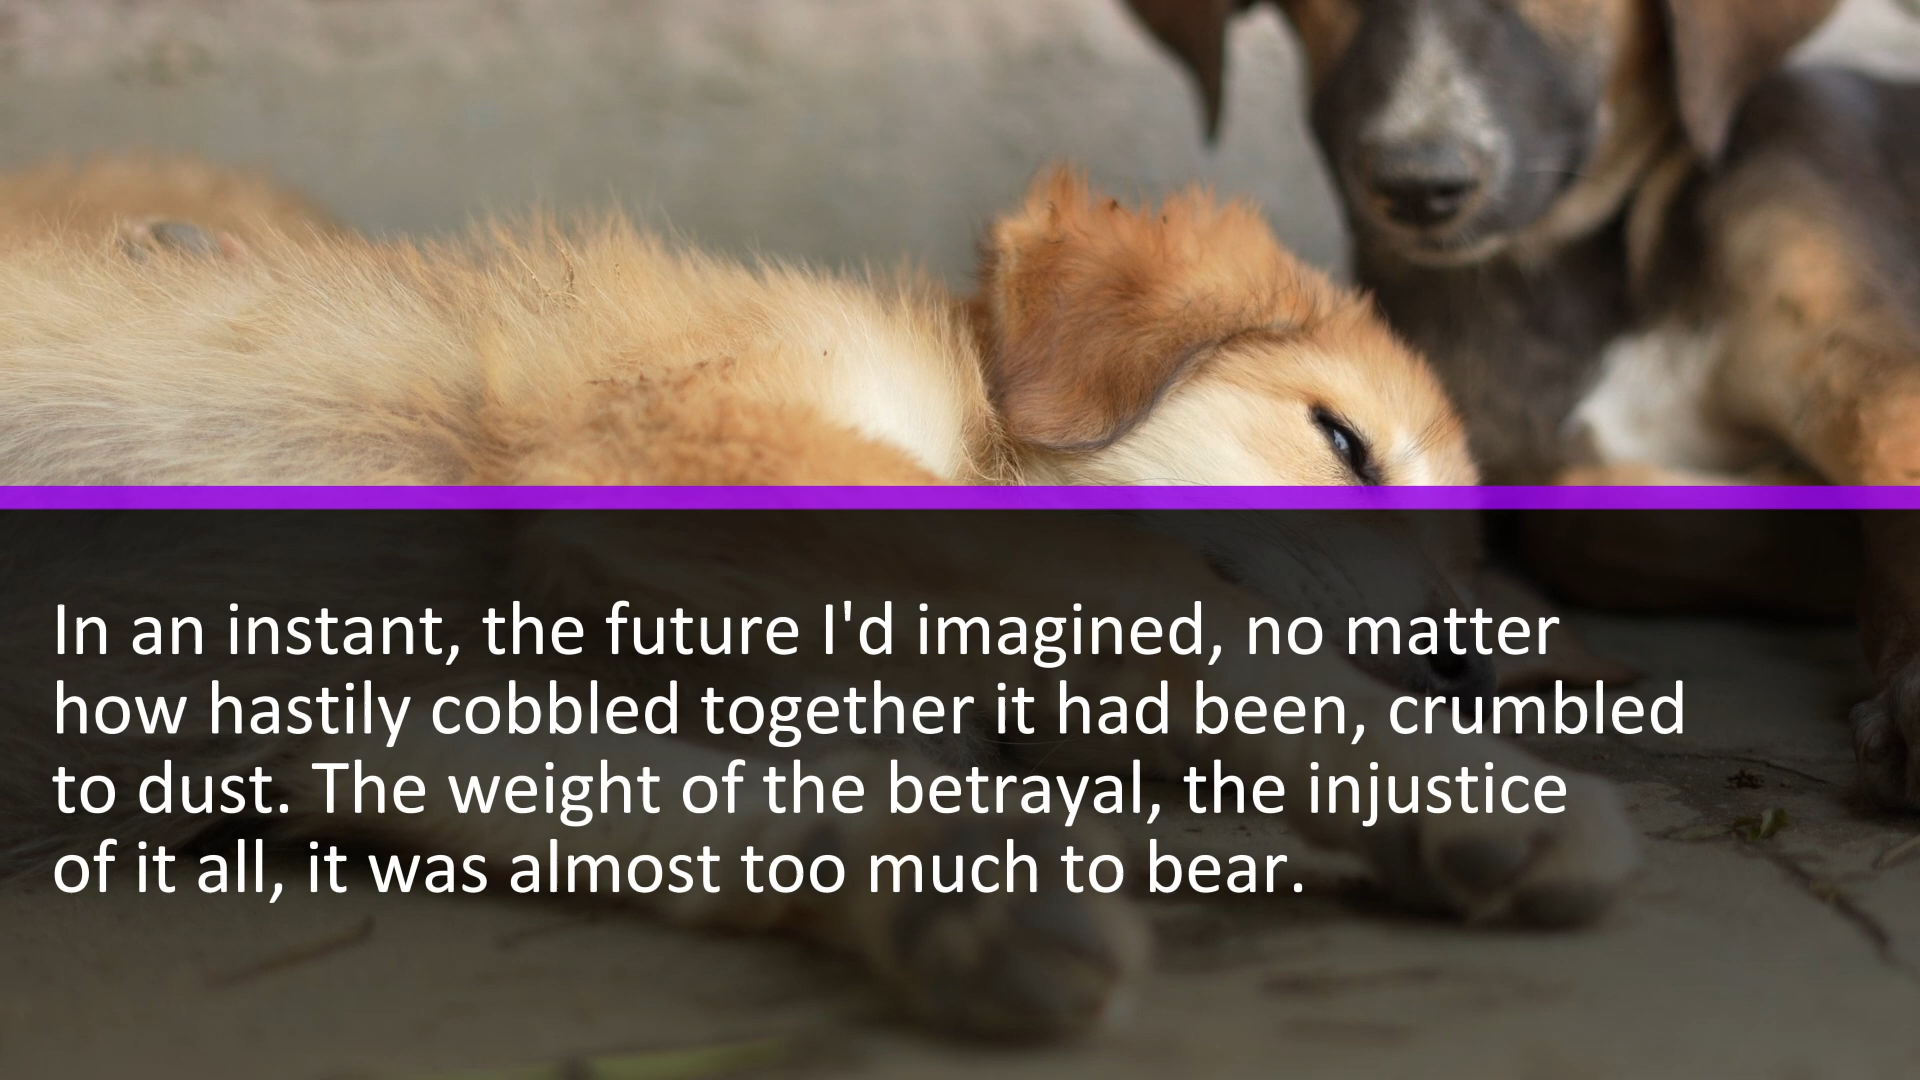 In an instant, the future I'd imagined, no matter
how hastily cobbled together it had been, crumbled
to dust. The weight of the betrayal, the injustice
of it all, it was almost too much to bear.